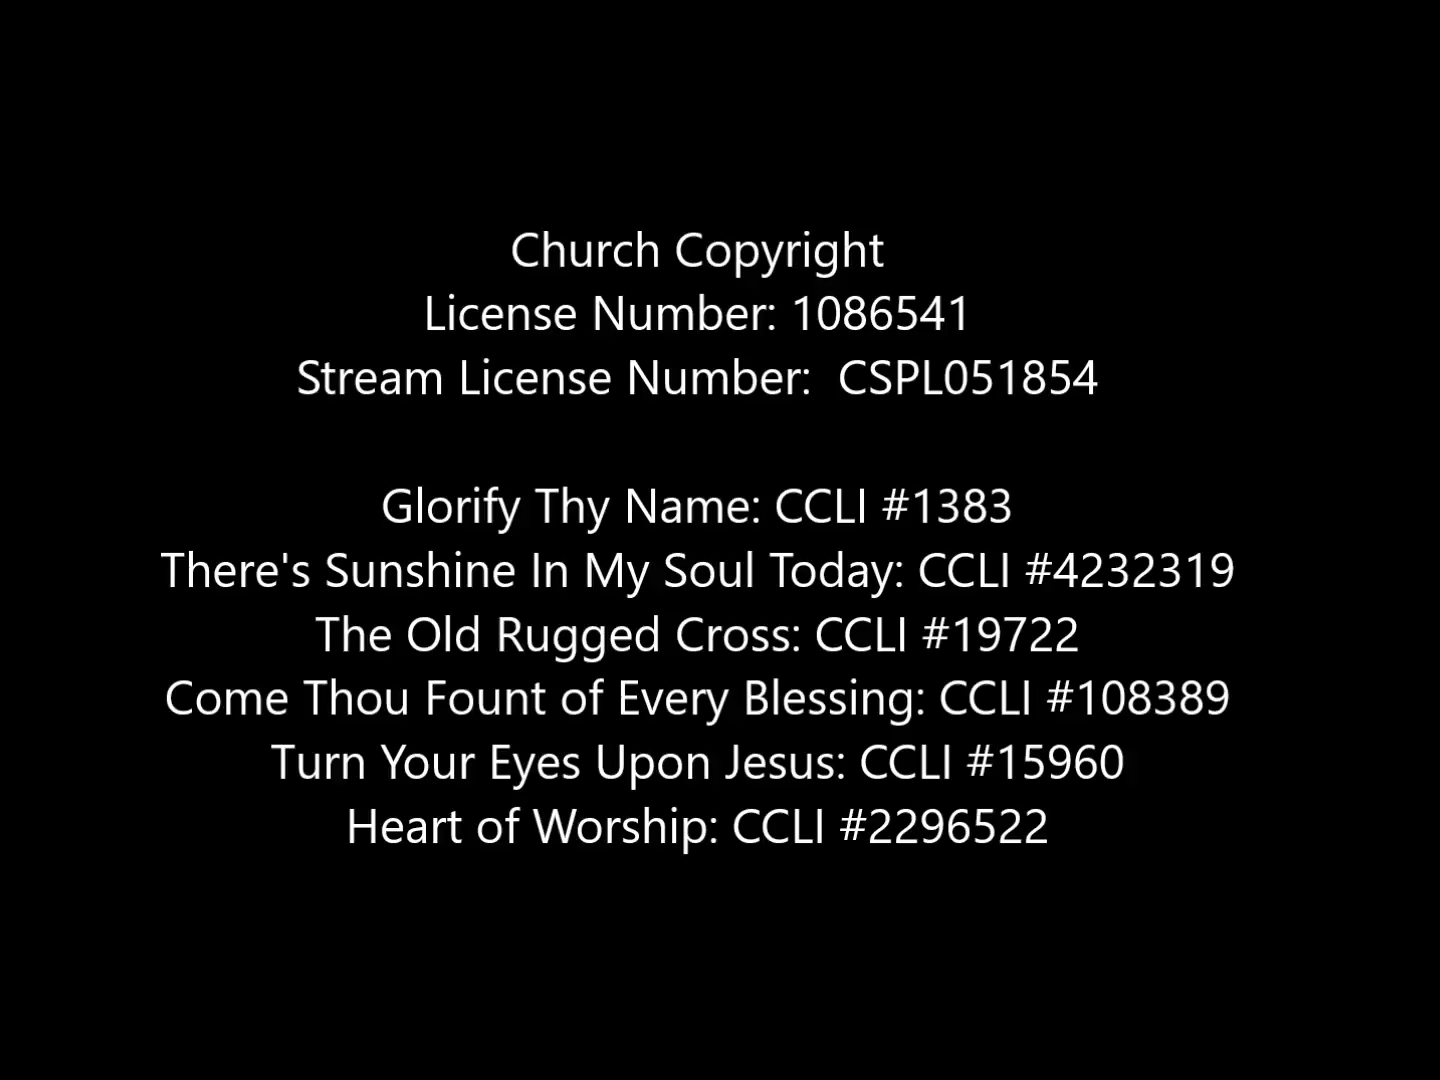 Church Copyright
License Number: 1086541
Stream License Number:  CSPL051854
Glorify Thy Name: CCLI #1383
There's Sunshine In My Soul Today: CCLI #4232319
The Old Rugged Cross: CCLI #19722
Come Thou Fount of Every Blessing: CCLI #108389
Turn Your Eyes Upon Jesus: CCLI #15960
Heart of Worship: CCLI #2296522